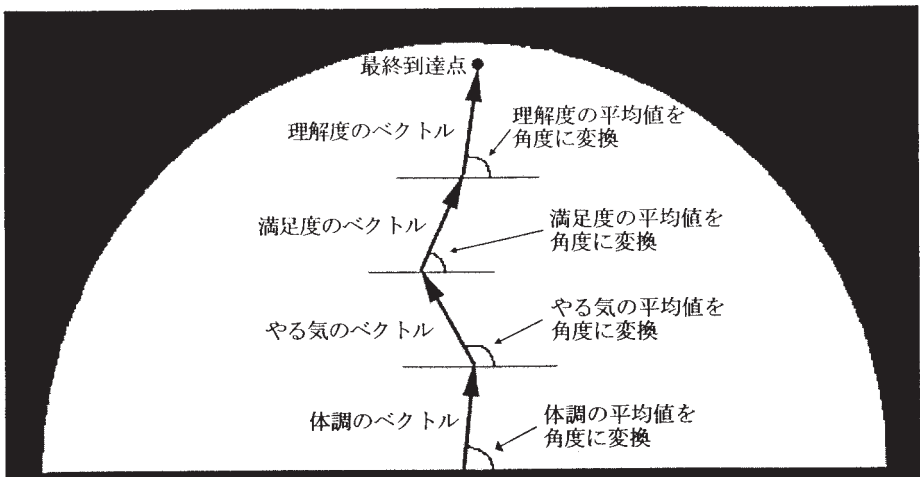 最終到達点
理解度のベクトル
理解度の平均値を
角度に変換
満足度のベクトル
満足度の平均値を
角度に変換
やる気のベクトル
やる気の平均値を
角度に変換
体調のベクトル
体調の平均値を
角度に変換